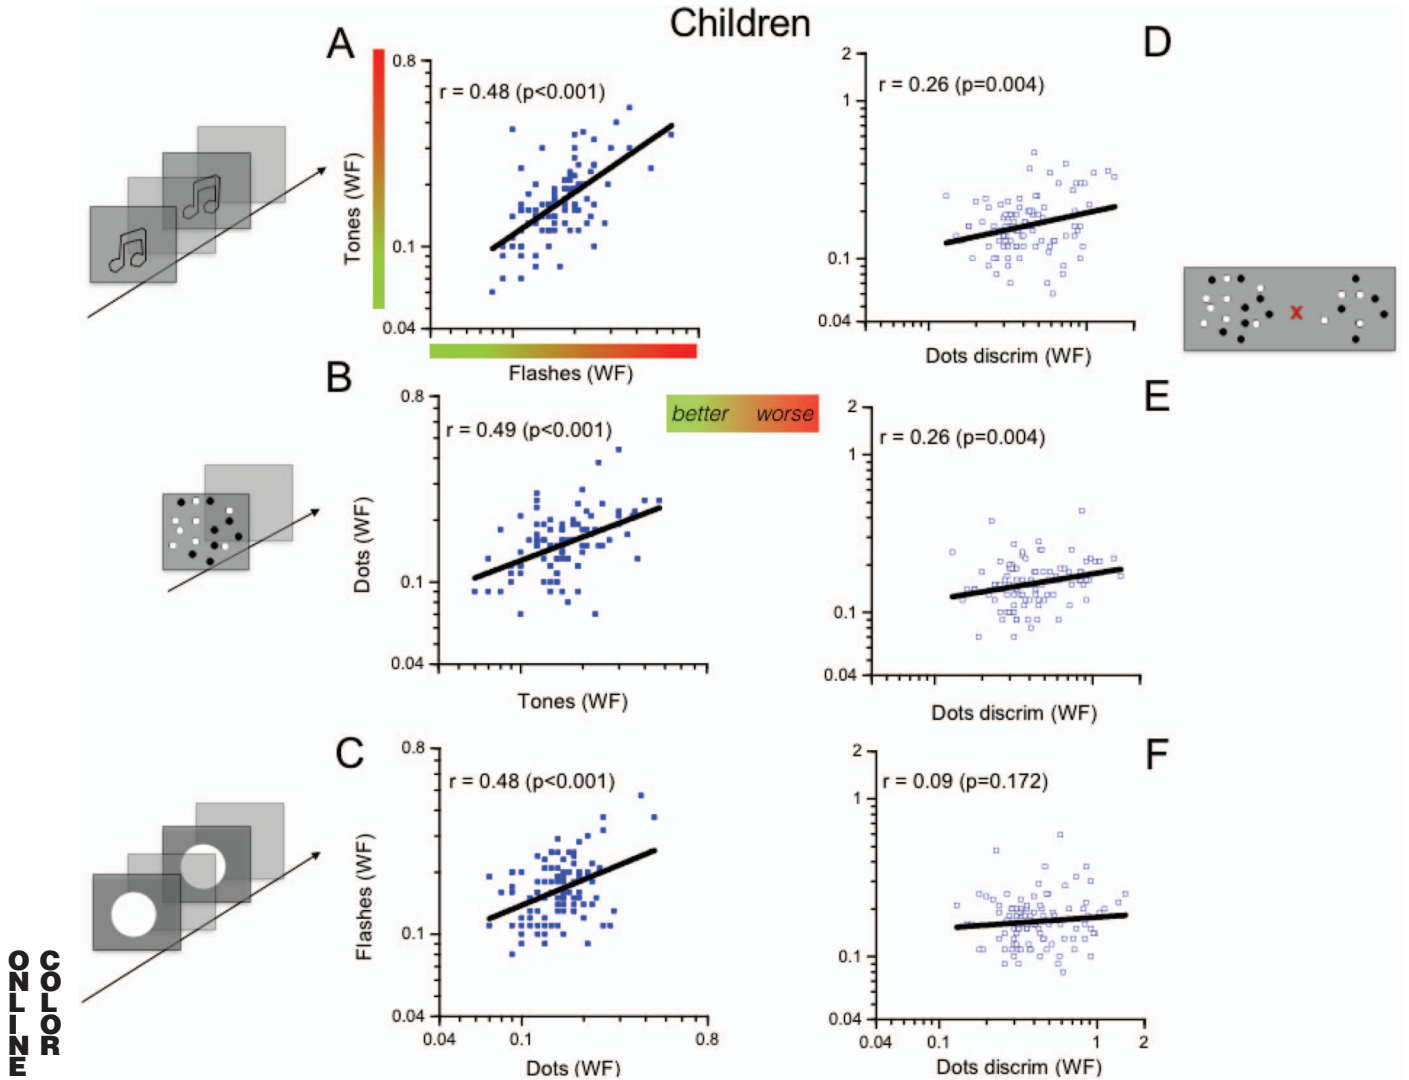 Children
A
0.8
r = 0.48 (p<0.001)
Tones (WF)
0.1
0.04
Flashes (WF)
D
2
r = 0.26 (p=0.004)
1
0.1
0.04
Dots discrim (WF)
X
better worse
B
0.8
r = 0.49 (p<0.001)
Dots (WF)
0.1
0.04
Tones (WF)
E
2
r = 0.26 (p=0.004)
1
0.1
0.04
Dots discrim (WF)
C
0.8
r = 0.48 (p<0.001)
Flashes (WF)
0.1
0.04
0.04 0.1 0.8
Dots (WF)
F
2
r = 0.09 (p=0.172)
1
0.1
0.04
0.04 0.1 1 2
Dots discrim (WF)
ONLINE
COLOR